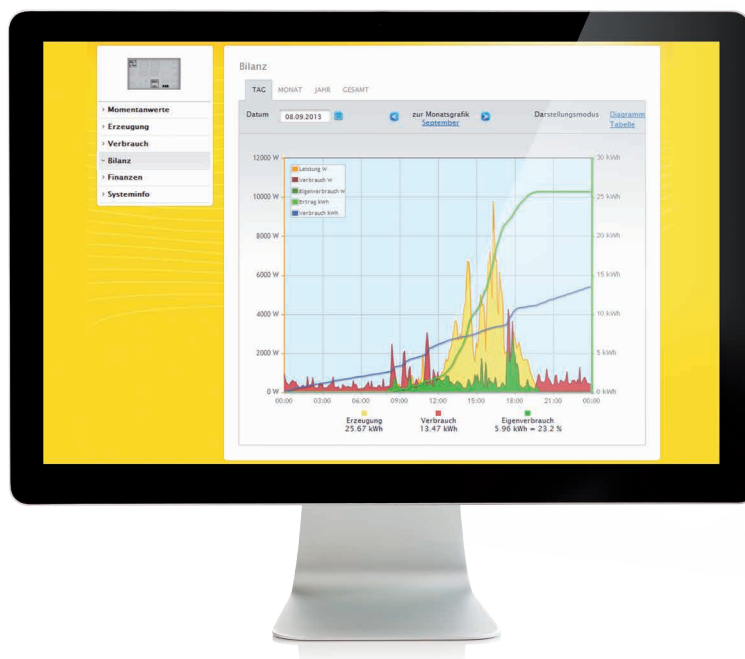 › Momentanwerte
› Erzeugung
› Verbrauch
- Bilanz
› Finanzen
› Systeminfo
Bilanz
TAG MONAT JAHR GESAMT
Datum 08.09.2013 zur Monatsgrafik Darstellungsmodus Diagramm
September Tabelle
12000 W 30 kWh
Leistung W
Verbrauch W
Eigenverbrauch W
Ertrag kWh
Verbrauch kWh
10000 W 25 kWh
8000 W 20 kWh
6000 W 15 kWh
4000 W 10 kWh
2000 W 5 kWh
0 W 0 kWh
00:00 03:00 06:00 09:00 12:00 15:00 18:00 21:00 00:00
Erzeugung Verbrauch Eigenverbrauch
25.67 kWh 13.47 kWh 5.96 kWh = 23.2 %